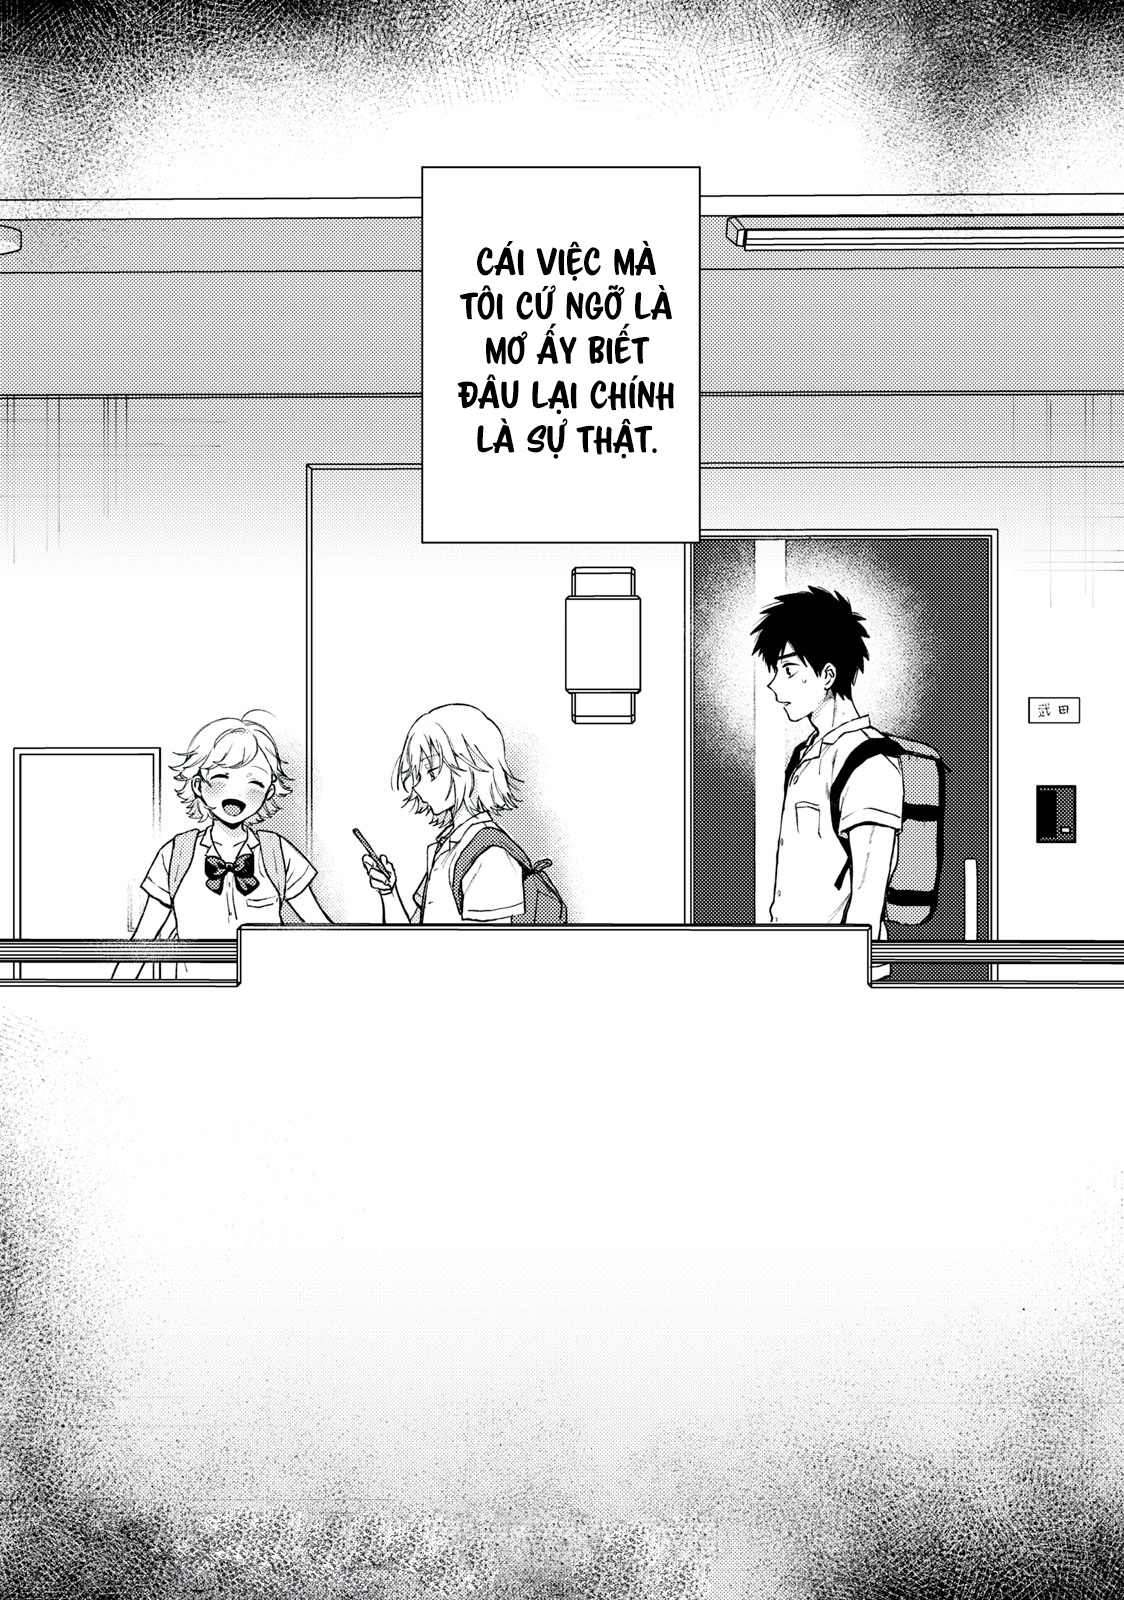 CÁI VIỆC MÀ
TÔI CỨ NGỠ LÀ
MƠ ẤY BIẾT
ĐÂU LẠI CHÍNH
LÀ SỰ THẬT.
武田